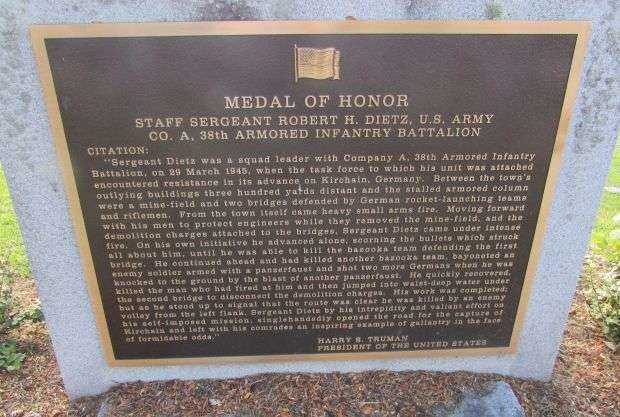 MEDAL OF HONOR
STAFF SERGEANT ROBERT H. DIETZ, U.S. ARMY
CO. A, 38th ARMORED INFANTRY BATTALION
CITATION:
"Sergeant Dietz was a squad leader with Company A, 38th Armored Infantry
Battalion, on 29 March 1945, when the task force to which his unit was attached
encountered resistance in its advance on Kirchain, Germany. Between the town's
outlying buildings three hundred yards distant and the stalled armored column
were a mine-field and two bridges defended by German rocket-launching teams
and riflemen. From the town itself came heavy small arms fire. Moving forward
with his men to protect engineers while they removed the mine-field, and the
demolition charges attached to the bridges, Sergeant Dietz came under intense
fire. On his own initiative he advanced alone, scorning the bullets which struck
all about him, until he was able to kill the bazooka team defending the first
bridge. He continued ahead and had killed another bazooka team, bayoneted an
enemy soldier armed with a panzerfaust and shot two more Germans when he was
knocked to the ground by the blast of another panzerfaust. He quickly recovered,
killed the man who had fired at him and then jumped into waist-deep water under
the second bridge to disconnect the demolition charges. His work was completed;
but as he stood up to signal that the route was clear he was killed by an enemy
volley from the left flank. Sergeant Dietz by his intrepidity and valiant effort on
his self-imposed mission, singlehandedly opened the road for the capture of
Kirchain and left with his comrades an inspiring example of gallantry in the face
of formidable odds."
HARRY S. TRUMAN
PRESIDENT OF THE UNITED STATES